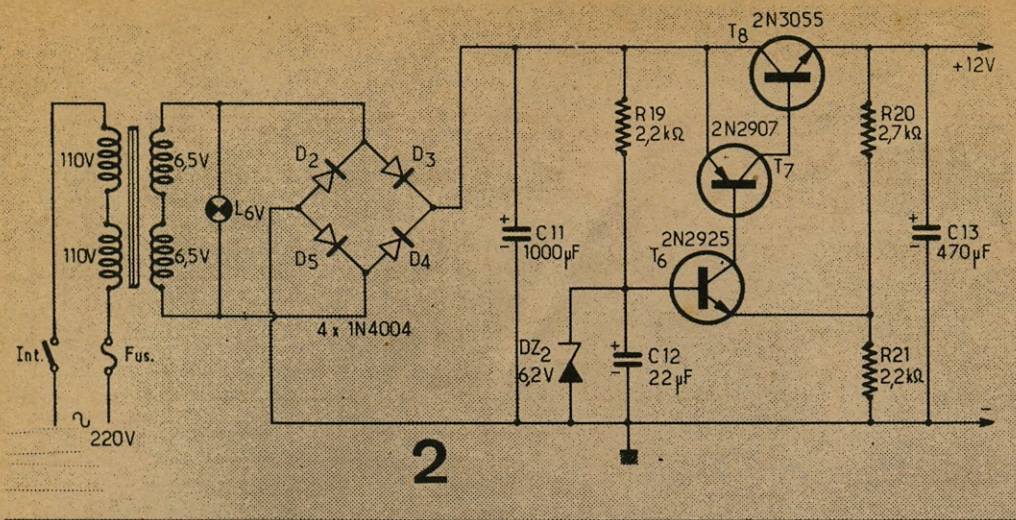 2N3055
T8
+12V
R19
2,2kΩ
R20
2,7kΩ
2N2907
T7
110V
6,5V
D2
D3
L6V
C11
1000µF
+
-
C13
470µF
+
-
2N2925
T6
110V
6,5V
D5
D4
4 x 1N4004
DZ2
6,2V
C12
22µF
+
-
R21
2,2kΩ
Int.
Fus.
~
220V
-
2